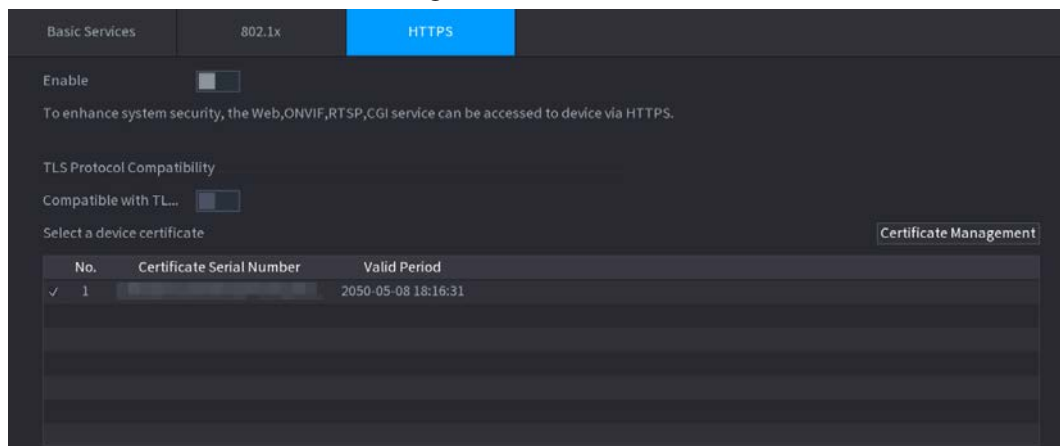 Basic Services 802.1x HTTPS
Enable
To enhance system security, the Web,ONVIF,RTSP,CGI service can be accessed to device via HTTPS.
TLS Protocol Compatibility
Compatible with TL...
Select a device certificate Certificate Management
No. Certificate Serial Number Valid Period
✓ 1 2050-05-08 18:16:31